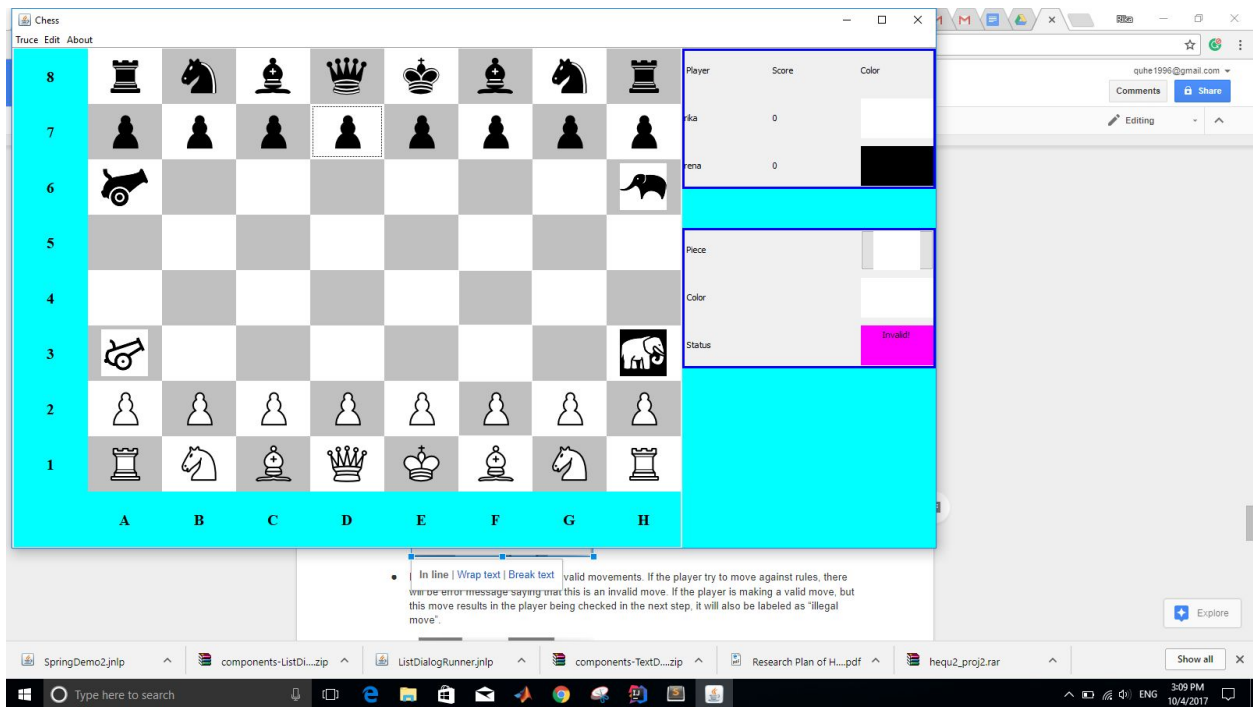 Chess
Truce Edit About
8
7
6
5
4
3
2
1
A B C D E F G H
Player Score Color
rika 0
rena 0
Piece
Color
Status Invalid!
Rika
quhe1996@gmail.com
Comments Share
Editing
In line | Wrap text | Break text
valid movements. If the player try to move against rules, there
will be error message saying that this is an invalid move. If the player is making a valid move, but
this move results in the player being checked in the next step, it will also be labeled as "illegal
move".
Explore
SpringDemo2.jnlp
components-ListDi....zip
ListDialogRunner.jnlp
components-TextD....zip
Research Plan of H....pdf
hequ2_proj2.rar
Show all
Type here to search
ENG
3:09 PM
10/4/2017